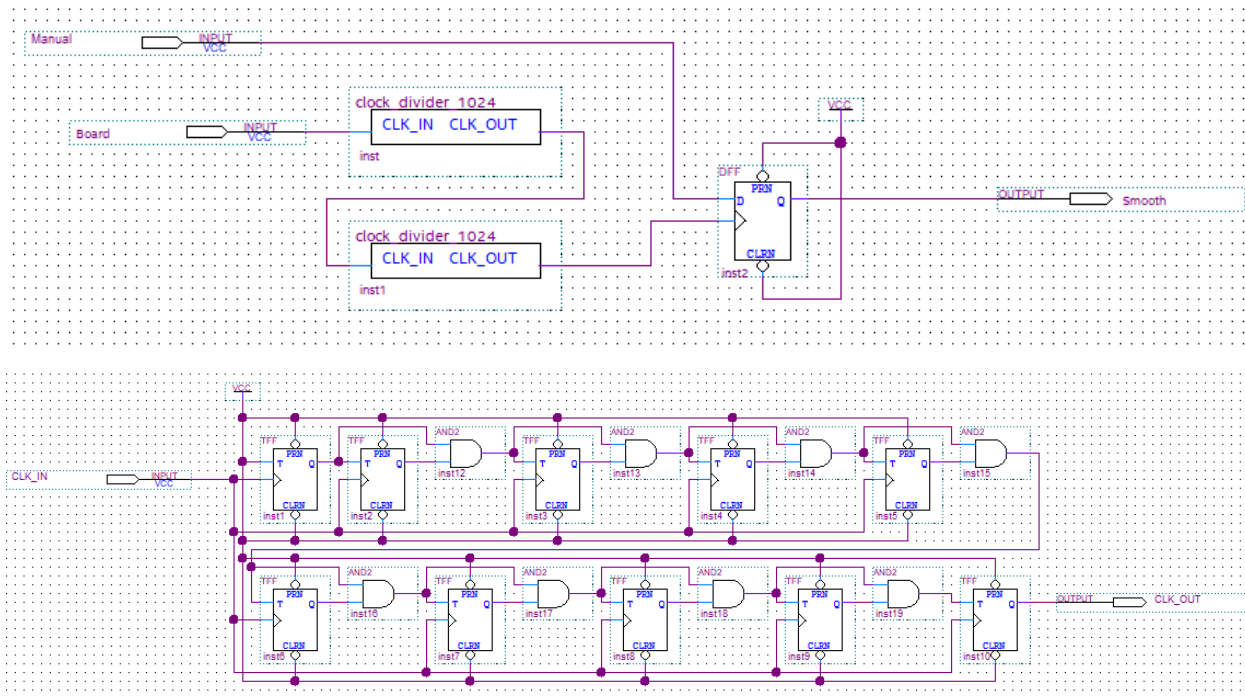 Manual INPUT
VCC
VCC
clock_divider_1024
CLK_IN CLK_OUT
inst
Board INPUT
VCC
DFF
PRN
D Q
CLRN
inst2
OUTPUT Smooth
clock_divider_1024
CLK_IN CLK_OUT
inst1
VCC
CLK_IN INPUT
VCC
TFF
PRN
T Q
CLRN
inst1
TFF
PRN
T Q
CLRN
inst2
AND2
inst12
TFF
PRN
T Q
CLRN
inst3
AND2
inst13
TFF
PRN
T Q
CLRN
inst4
AND2
inst14
TFF
PRN
T Q
CLRN
inst5
AND2
inst15
TFF
PRN
T Q
CLRN
inst6
AND2
inst16
TFF
PRN
T Q
CLRN
inst7
AND2
inst17
TFF
PRN
T Q
CLRN
inst8
AND2
inst18
TFF
PRN
T Q
CLRN
inst9
AND2
inst19
TFF
PRN
T Q
CLRN
inst10
OUTPUT CLK_OUT